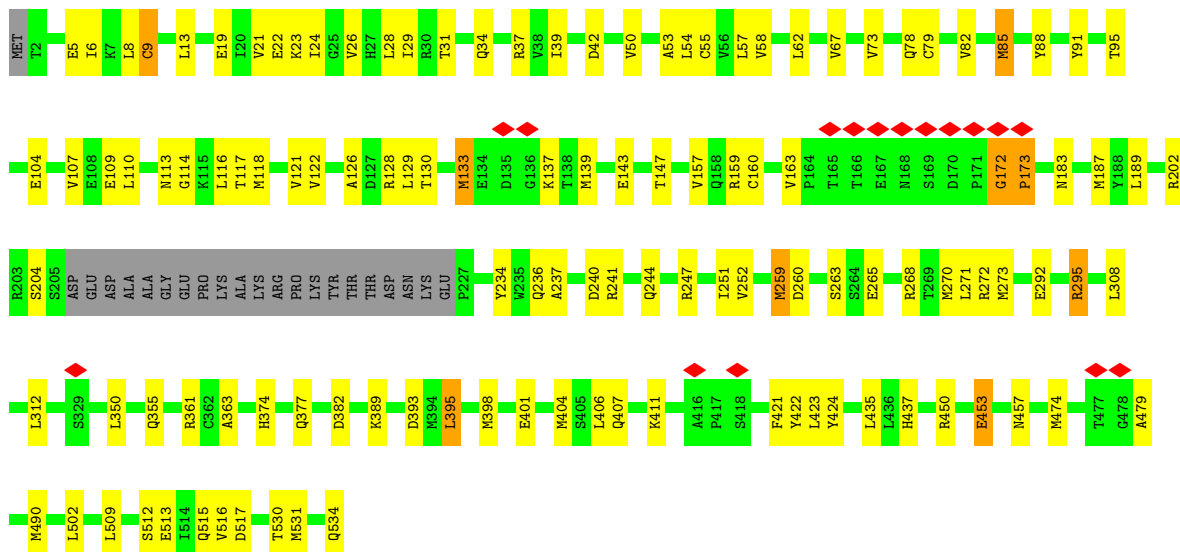 MET T2 E5 I6 K7 L8 C9 L13 E19 I20 V21 E22 K23 I24 G25 V26 H27 L28 I29 R30 T31 Q34 R37 V38 I39 D42 V50 A53 L54 C55 V56 L57 V58 L62 V67 V73 Q78 C79 V82 M85 Y88 Y91 T95
E104 V107 E108 E109 L110 N113 G114 K115 L116 T117 M118 V121 V122 A126 D127 R128 L129 T130 M133 E134 D135 G136 K137 T138 M139 E143 T147 V157 Q158 R159 C160 V163 P164 T165 T166 E167 N168 S169 D170 P171 G172 P173 N183 M187 Y188 L189 R202
R203 S204 S205 ASP GLU ASP ALA ALA GLY GLU PRO LYS ALA LYS ARG PRO LYS TYR THR THR ASP ASN LYS GLU P227 Y234 W235 Q236 A237 D240 R241 Q244 R247 I251 V252 M259 D260 S263 S264 E265 R268 T269 M270 L271 R272 M273 E292 R295 L308
L312 S329 L350 Q355 R361 C362 A363 H374 Q377 D382 K389 D393 M394 L395 M398 E401 M404 S405 L406 Q407 K411 A416 P417 S418 F421 Y422 L423 Y424 L435 L436 H437 R450 E453 N457 M474 T477 G478 A479
M490 L502 L509 S512 E513 I514 Q515 V516 D517 T530 M531 Q534